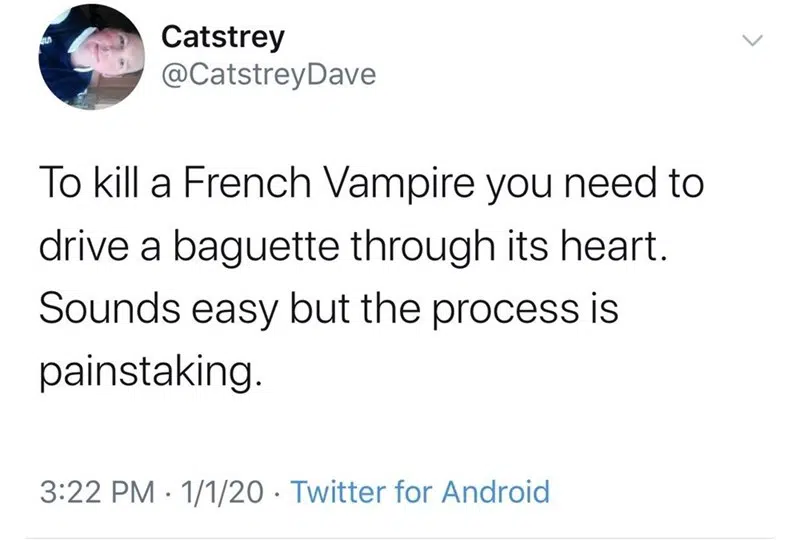 Catstrey
@CatstreyDave
To kill a French Vampire you need to
drive a baguette through its heart.
Sounds easy but the process is
painstaking.
3:22 PM · 1/1/20 · Twitter for Android